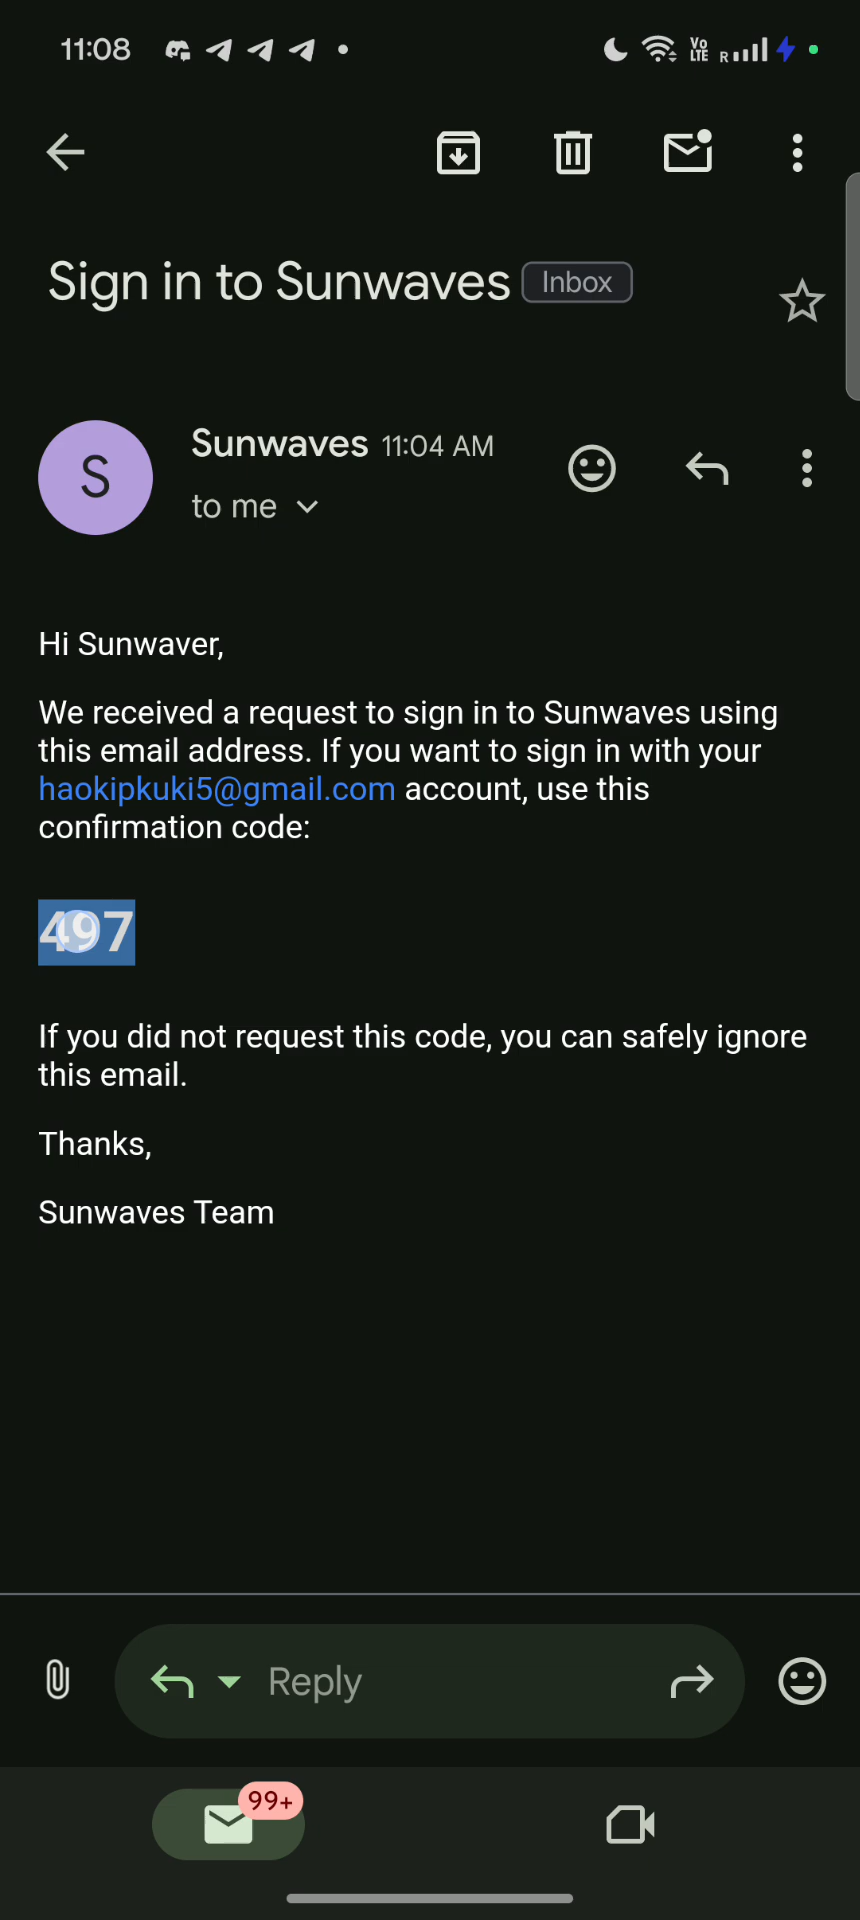 11:08
Vo
LTE
R
Sign in to Sunwaves Inbox
S
Sunwaves 11:04 AM
to me
Hi Sunwaver,
We received a request to sign in to Sunwaves using
this email address. If you want to sign in with your
haokipkuki5@gmail.com account, use this
confirmation code:
497
If you did not request this code, you can safely ignore
this email.
Thanks,
Sunwaves Team
Reply
99+